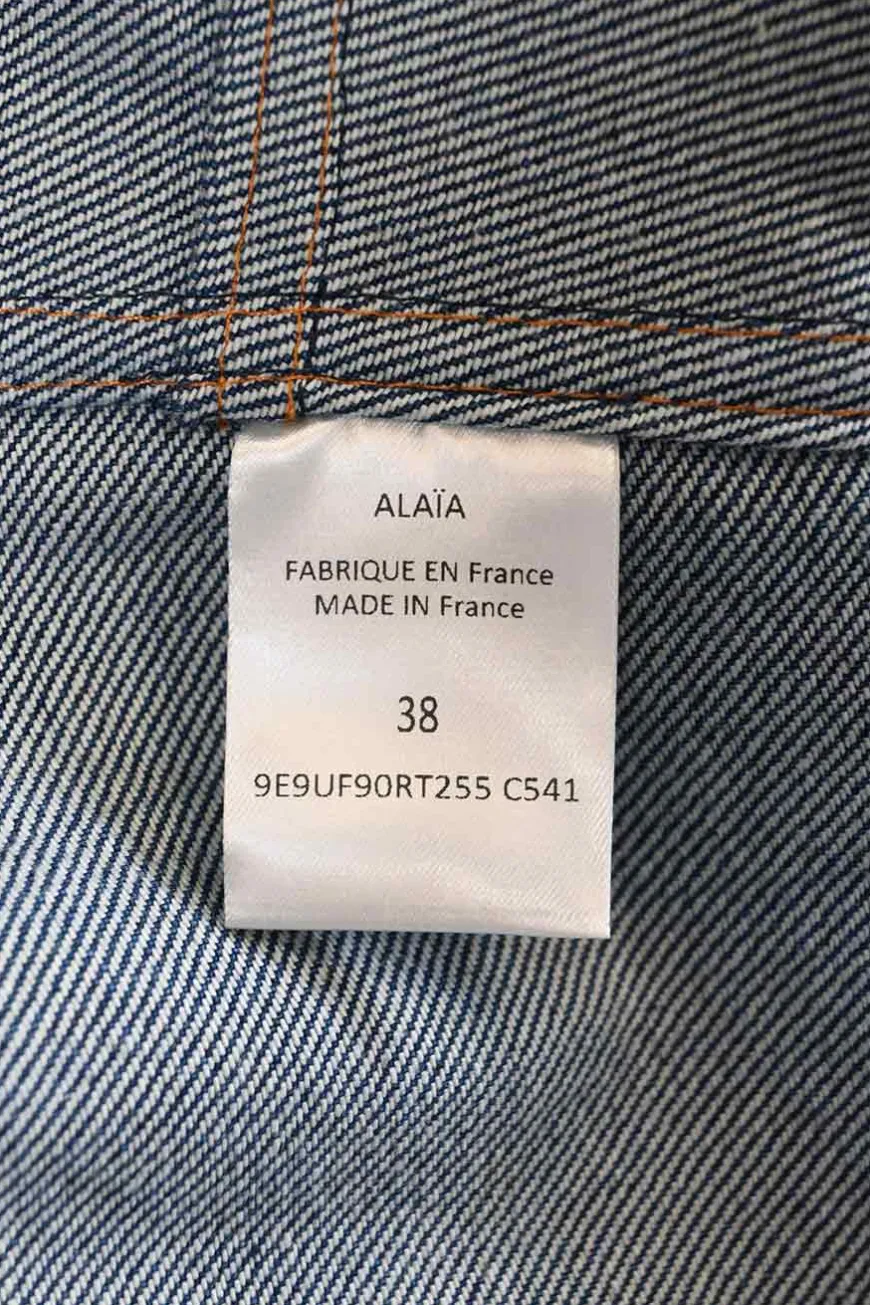 ALAÏA
FABRIQUE EN France
MADE IN France
38
9E9UF90RT255 C541